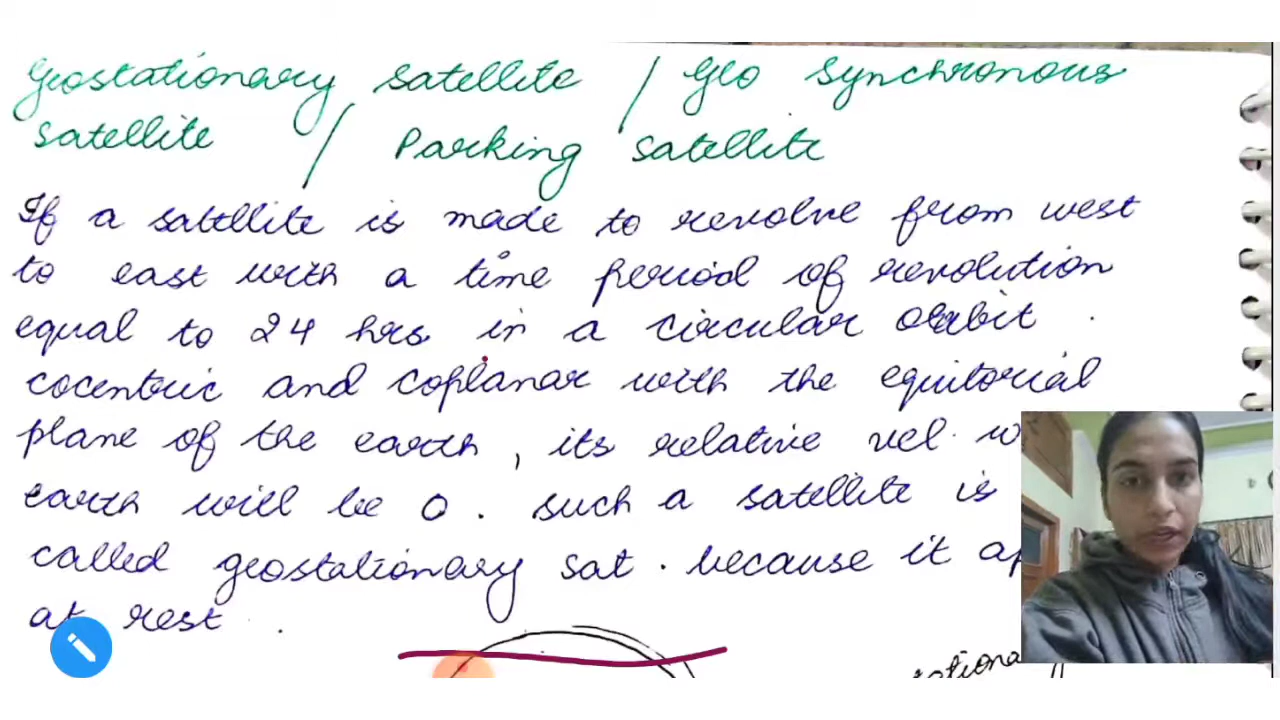 Geostationary satellite / Geo synchronous
satellite / Parking satellite
If a satellite is made to revolve from west
to east with a time period of revolution
equal to 24 hrs in a circular orbit .
cocentric and coplanar with the equitorial
plane of the earth , its relative vel. w
earth will be 0 . such a satellite is
called geostationary sat . because it ap
at rest .
ationa